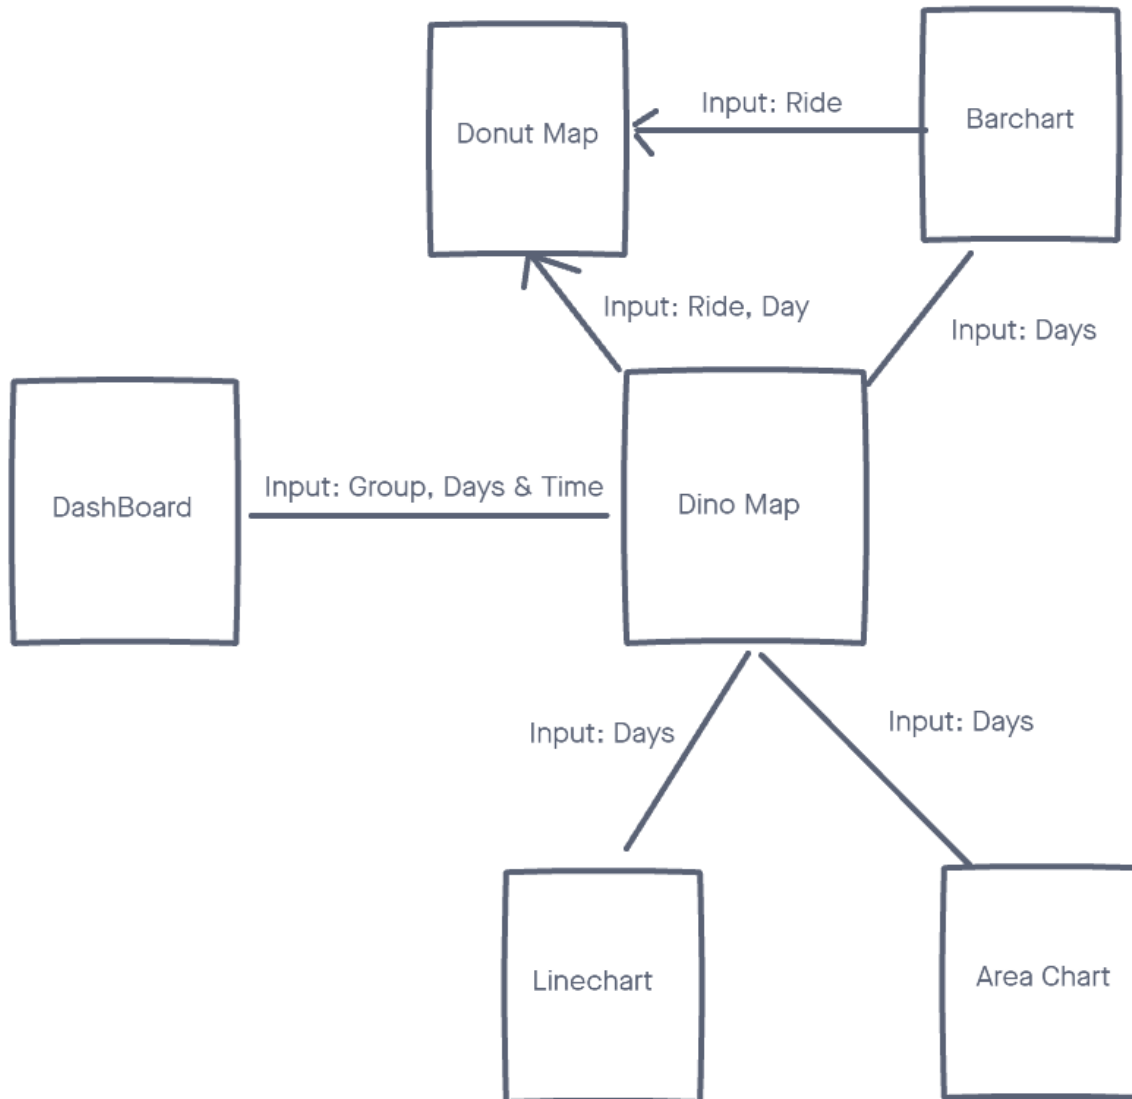 Input: Ride
Barchart
Donut Map
Input: Ride, Day
Input: Days
Input: Group, Days & Time
DashBoard
Dino Map
Input: Days
Input: Days
Linechart
Area Chart